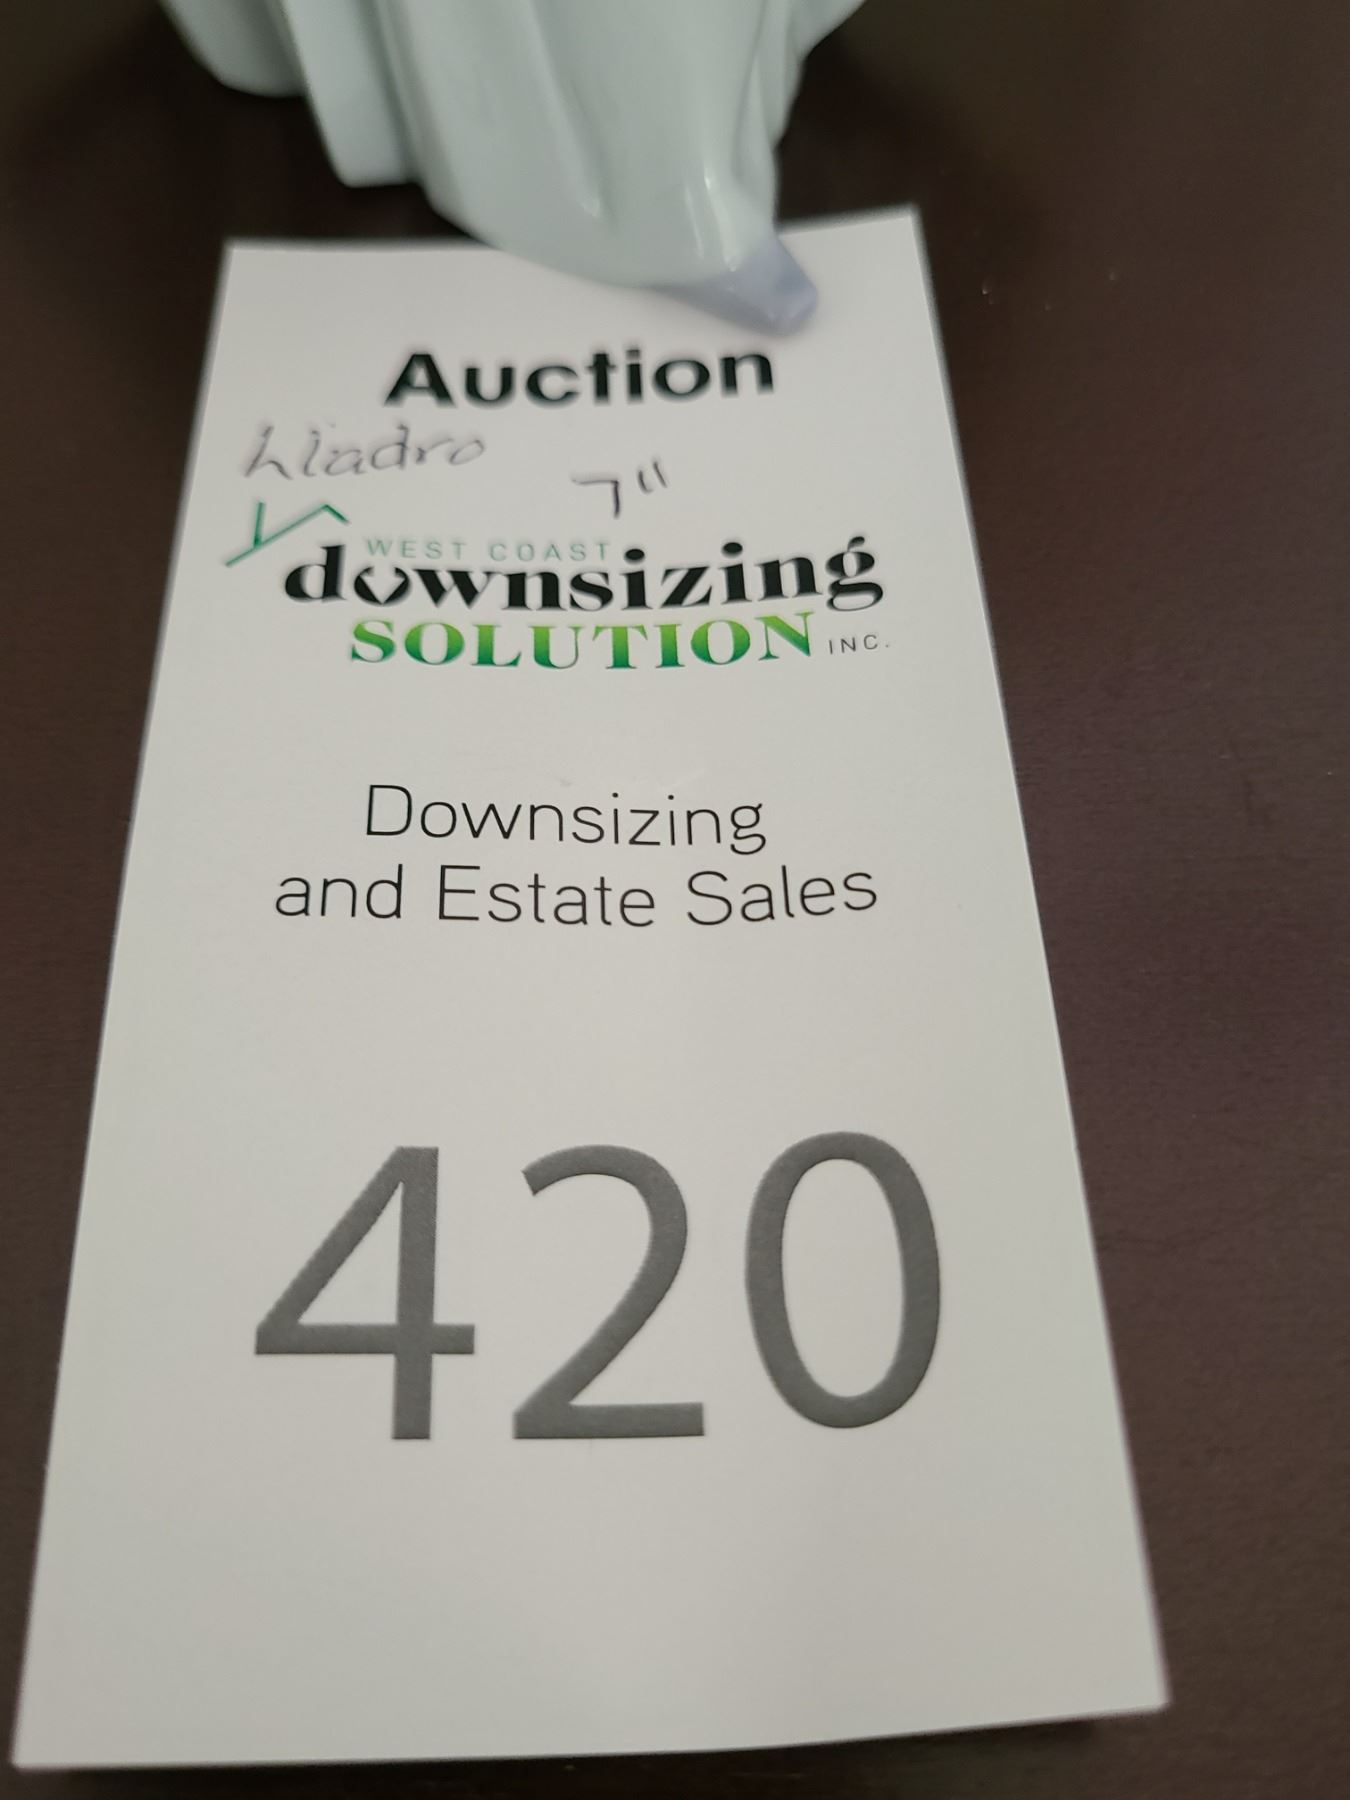 Auction
Lladro
7"
WEST COAST
downsizing
SOLUTION INC.
Downsizing
and Estate Sales
420